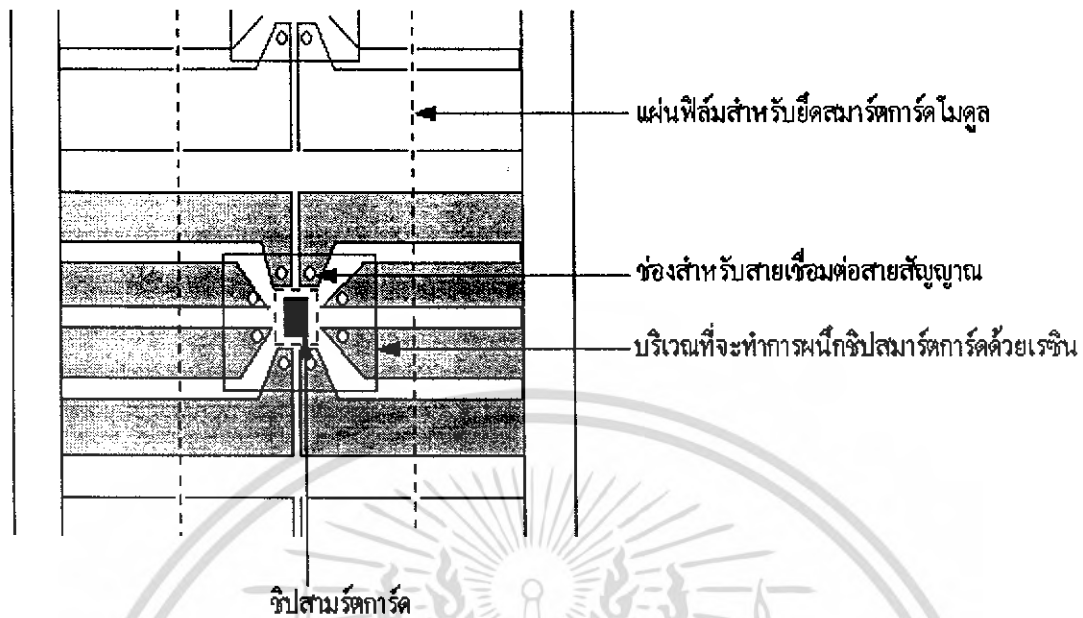 แผ่นฟิล์มสำหรับยึดสมาร์ตการ์ดโมดูล
ช่องสำหรับสายเชื่อมต่อสายสัญญาณ
บริเวณที่จะทำการผนึกชิปสมาร์ตการ์ดด้วยเรซิน
ชิปสามร์ตการ์ด